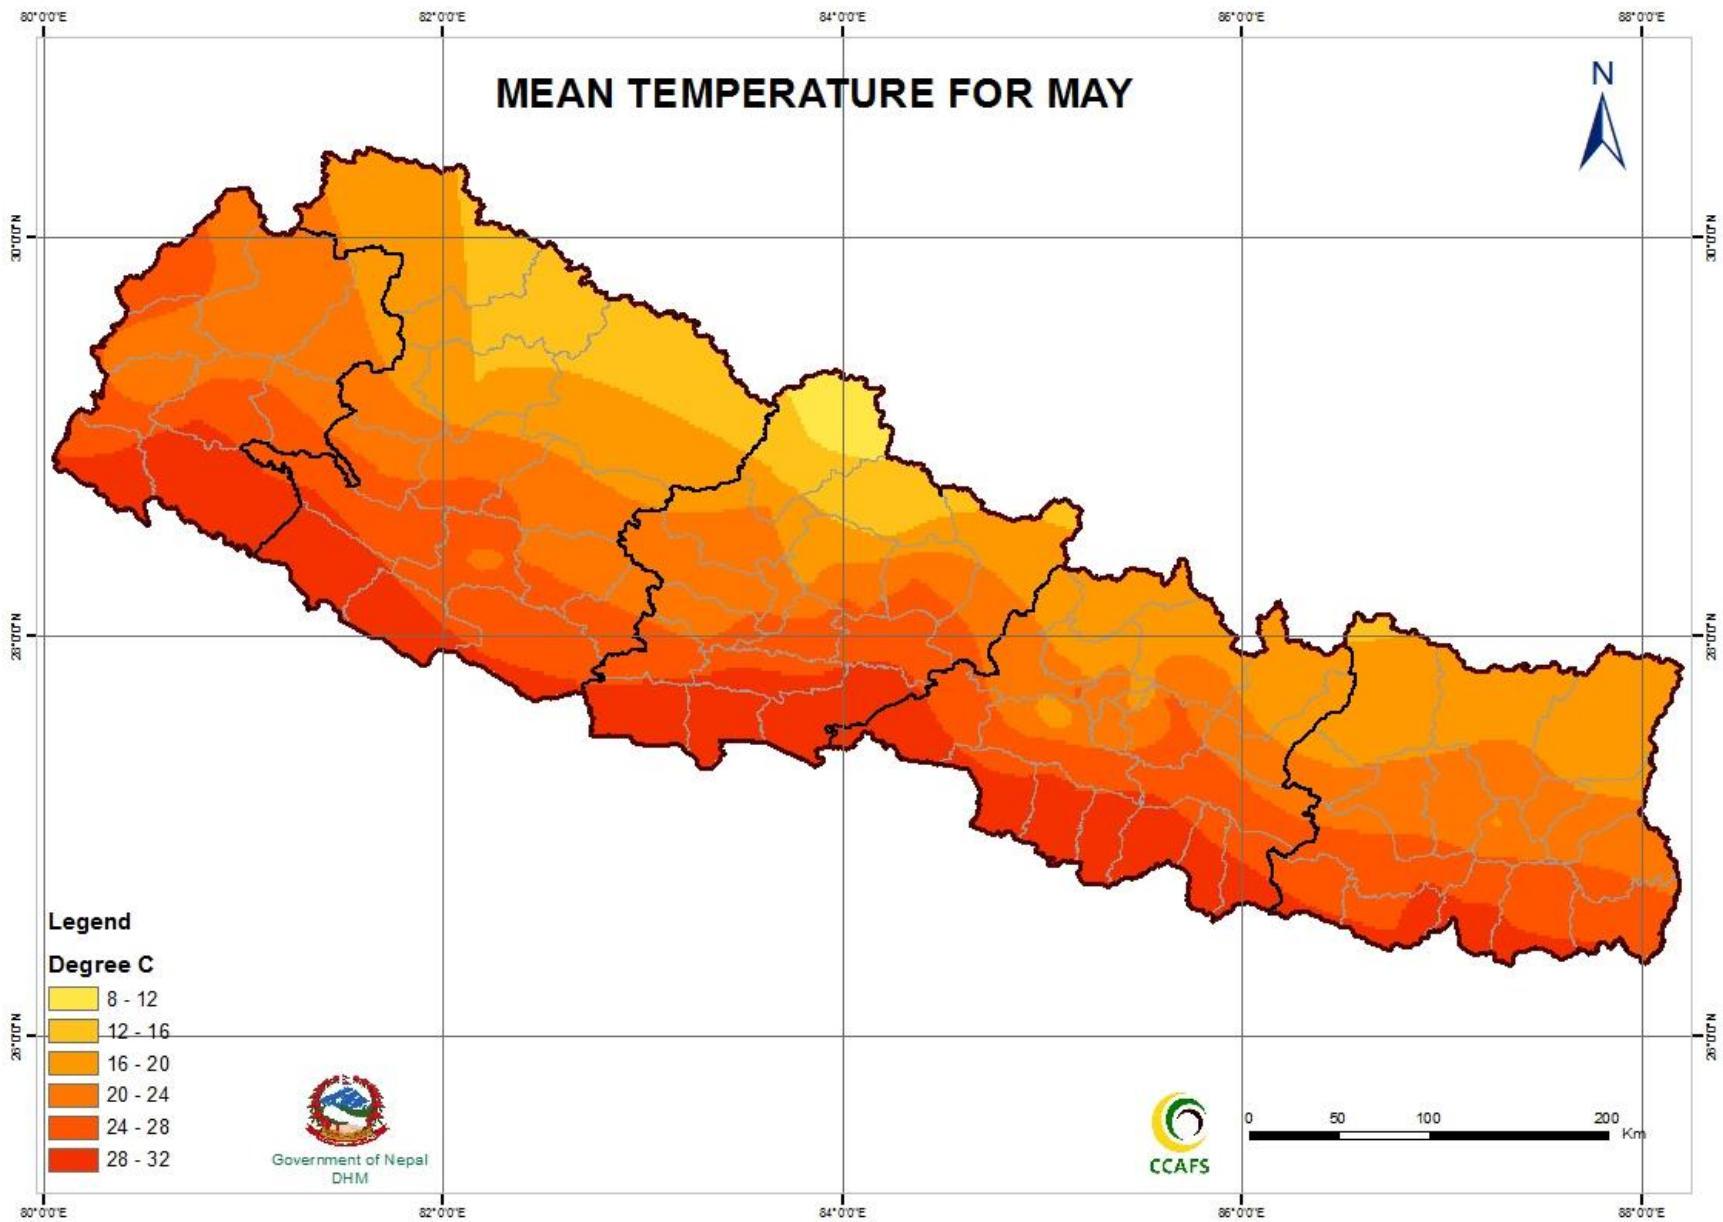 80°0'0"E 82°0'0"E 84°0'0"E 86°0'0"E 88°0'0"E
MEAN TEMPERATURE FOR MAY
N
30°0'0"N 30°0'0"N
28°0'0"N 28°0'0"N
26°0'0"N 26°0'0"N
Legend
Degree C
8 - 12
12 - 16
16 - 20
20 - 24
24 - 28
28 - 32
Government of Nepal
DHM
CCAFS
0 50 100 200
Km
80°0'0"E 82°0'0"E 84°0'0"E 86°0'0"E 88°0'0"E